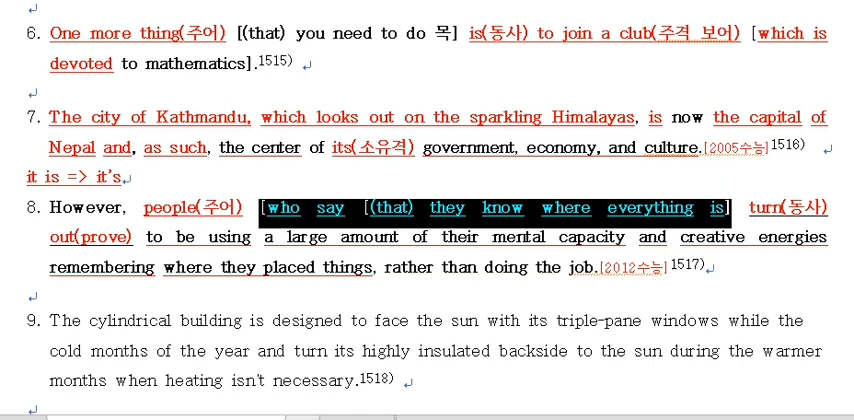 6. One more thing(주어) [(that) you need to do 목] is(동사) to join a club(주격 보어) [which is
devoted to mathematics].1515)
7. The city of Kathmandu, which looks out on the sparkling Himalayas, is now the capital of
Nepal and, as such, the center of its(소유격) government, economy, and culture.[2005수능]1516)
it is => it's
8. However, people(주어) [who say [(that) they know where everything is] turn(동사)
out(prove) to be using a large amount of their mental capacity and creative energies
remembering where they placed things, rather than doing the job.[2012수능]1517)
9. The cylindrical building is designed to face the sun with its triple-pane windows while the
cold months of the year and turn its highly insulated backside to the sun during the warmer
months when heating isn't necessary.1518)